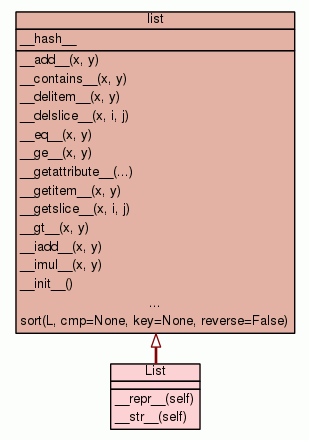 list
__hash__
__add__(x, y)
__contains__(x, y)
__delitem__(x, y)
__delslice__(x, i, j)
__eq__(x, y)
__ge__(x, y)
__getattribute__(...)
__getitem__(x, y)
__getslice__(x, i, j)
__gt__(x, y)
__iadd__(x, y)
__imul__(x, y)
__init__()
...
sort(L, cmp=None, key=None, reverse=False)
List
__repr__(self)
__str__(self)